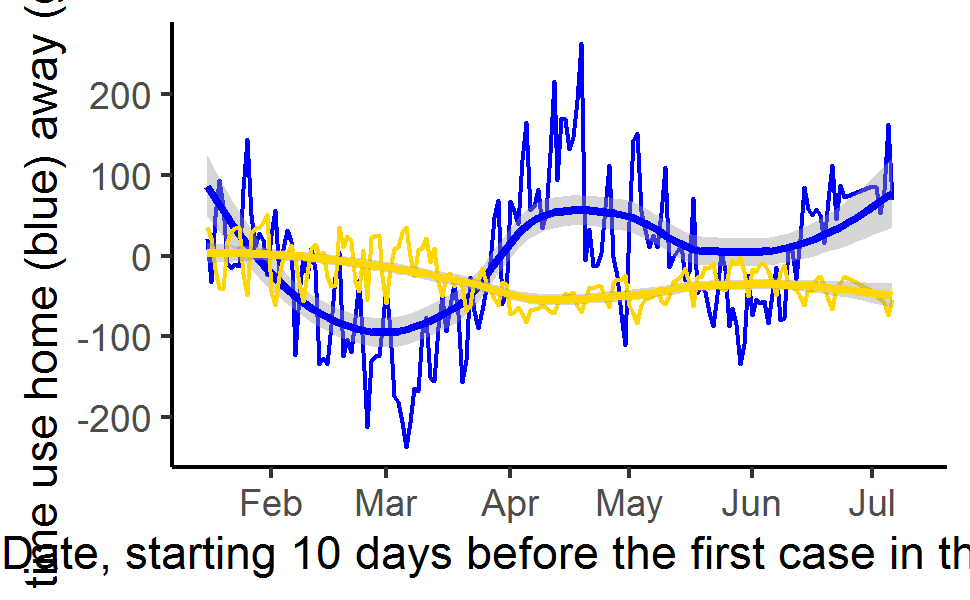 time use home (blue) away (
200
100
0
-100
-200
Feb Mar Apr May Jun Jul
Date, starting 10 days before the first case in th